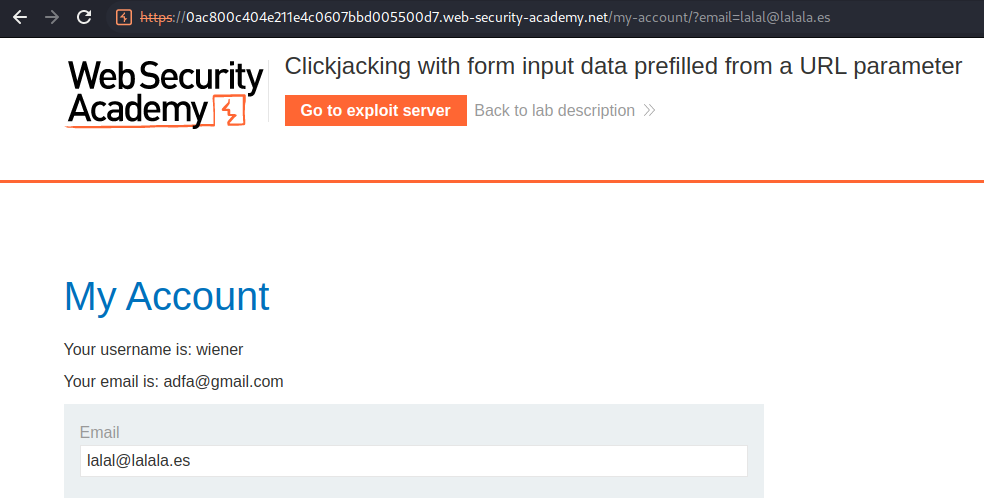 https://0ac800c404e211e4c0607bbd005500d7.web-security-academy.net/my-account/?email=lalal@lalala.es
Web Security
Academy
Clickjacking with form input data prefilled from a URL parameter
Go to exploit server
Back to lab description
My Account
Your username is: wiener
Your email is: adfa@gmail.com
Email
lalal@lalala.es